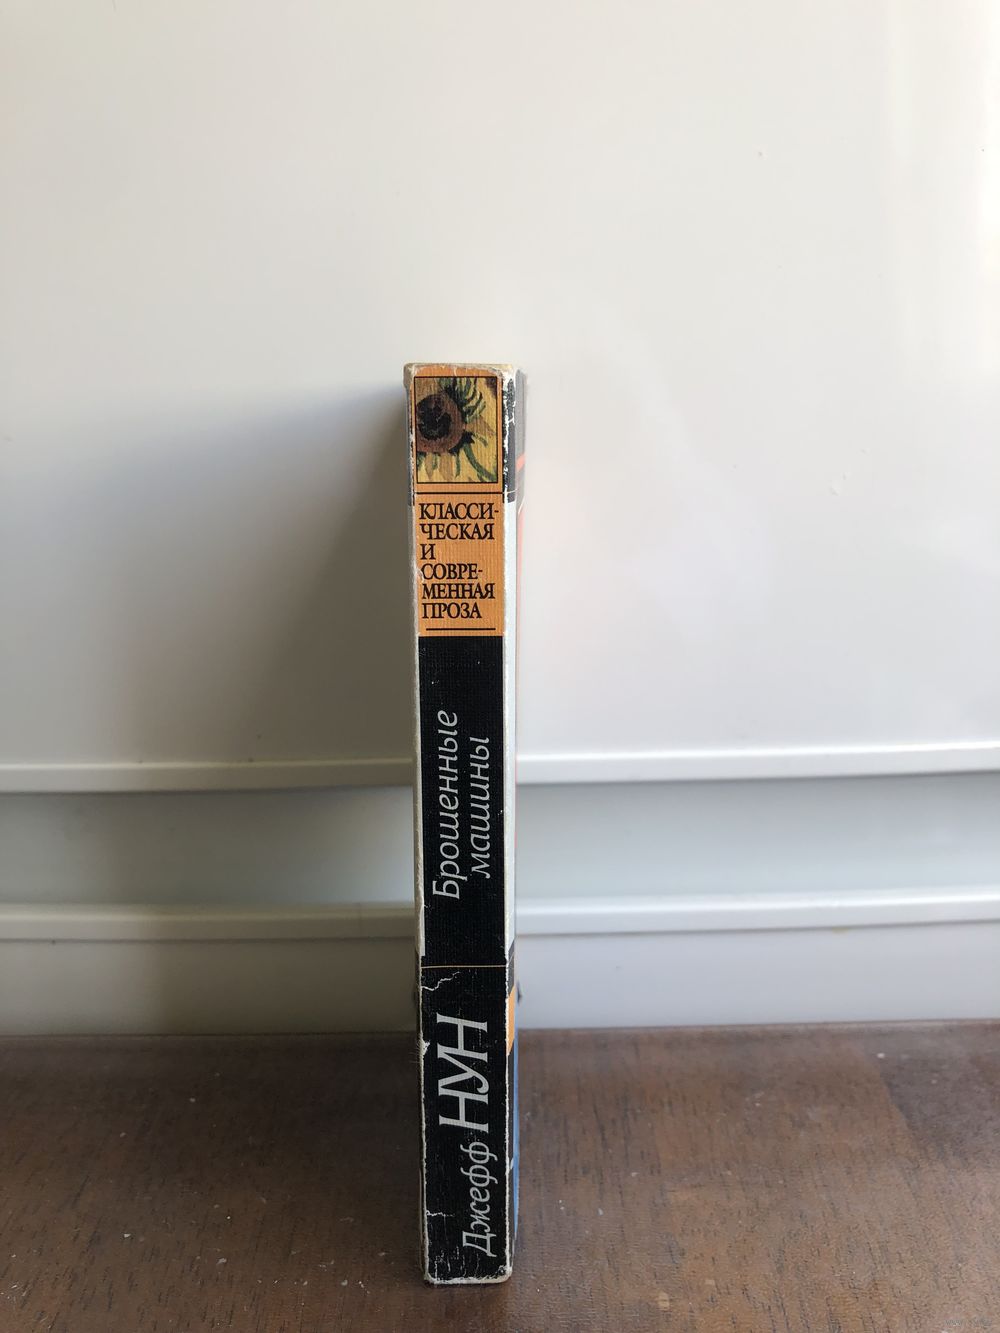 КЛАССИ-
ЧЕСКАЯ
И
СОВРЕ-
МЕННАЯ
ПРОЗА
Брошенные
машины
Джефф НУН